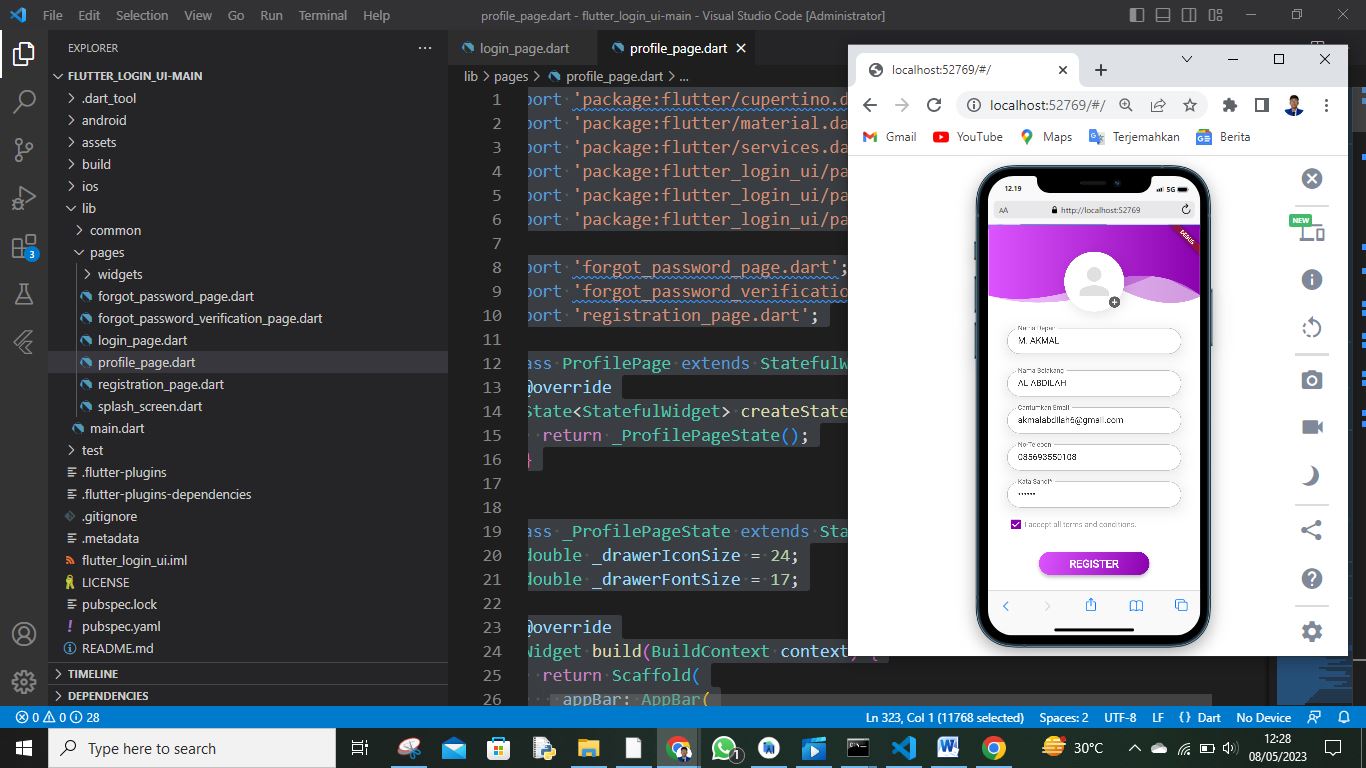 File Edit Selection View Go Run Terminal Help
profile_page.dart - flutter_login_ui-main - Visual Studio Code [Administrator]
EXPLORER
FLUTTER_LOGIN_UI-MAIN
.dart_tool
android
assets
build
ios
lib
common
pages
widgets
forgot_password_page.dart
forgot_password_verification_page.dart
login_page.dart
profile_page.dart
registration_page.dart
splash_screen.dart
main.dart
test
.flutter-plugins
.flutter-plugins-dependencies
.gitignore
.metadata
flutter_login_ui.iml
LICENSE
pubspec.lock
pubspec.yaml
README.md
TIMELINE
DEPENDENCIES
3
login_page.dart profile_page.dart
lib > pages > profile_page.dart > ...
1 port 'package:flutter/cupertino.d
2 port 'package:flutter/material.da
3 port 'package:flutter/services.da
4 port 'package:flutter_login_ui/pa
5 port 'package:flutter_login_ui/pa
6 port 'package:flutter_login_ui/pa
7
8 port 'forgot_password_page.dart';
9 port 'forgot_password_verificatio
10 port 'registration_page.dart';
11
12 ass ProfilePage extends StatefulW
13 @override
14 State<StatefulWidget> createState
15 return _ProfilePageState();
16 }
17
18
19 ass _ProfilePageState extends Sta
20 double _drawerIconSize = 24;
21 double _drawerFontSize = 17;
22
23 @override
24 Widget build(BuildContext context) {
25 return Scaffold(
26 appBar: AppBar(
localhost:52769/#/
localhost:52769/#/
Gmail YouTube Maps Terjemahkan Berita
12.19 5G
AA http://localhost:52769
DEBUG
Nama Depan
M. AKMAL
Nama Belakang
AL ABDILAH
Cantumkan Email
akmalabdillah6@gmail.com
No Telepon
085693550108
Kata Sandi*
••••••
I accept all terms and conditions.
REGISTER
NEW
0 0 28
Ln 323, Col 1 (11768 selected) Spaces: 2 UTF-8 LF {} Dart No Device
Type here to search
1
30°C
12:28
08/05/2023